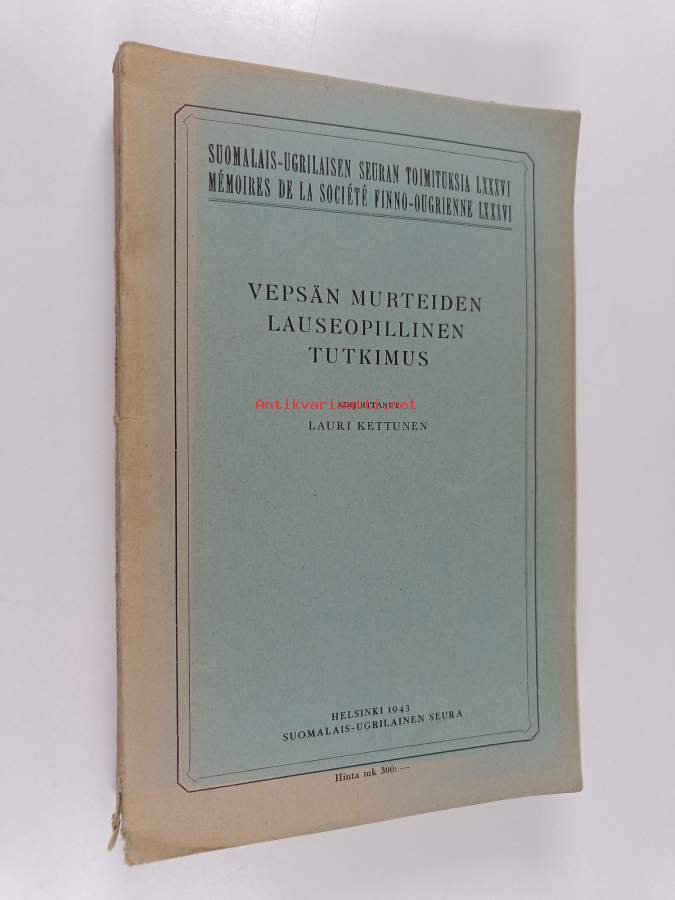 SUOMALAIS-UGRILAISEN SEURAN TOIMITUKSIA LXXXVI
MÉMOIRES DE LA SOCIÉTÉ FINNO-OUGRIENNE LXXXVI
VEPSÄN MURTEIDEN
LAUSEOPILLINEN
TUTKIMUS
KIRJOITTANUT
Antikvariaatti.net
LAURI KETTUNEN
HELSINKI 1943
SUOMALAIS-UGRILAINEN SEURA
Hinta mk 300:—